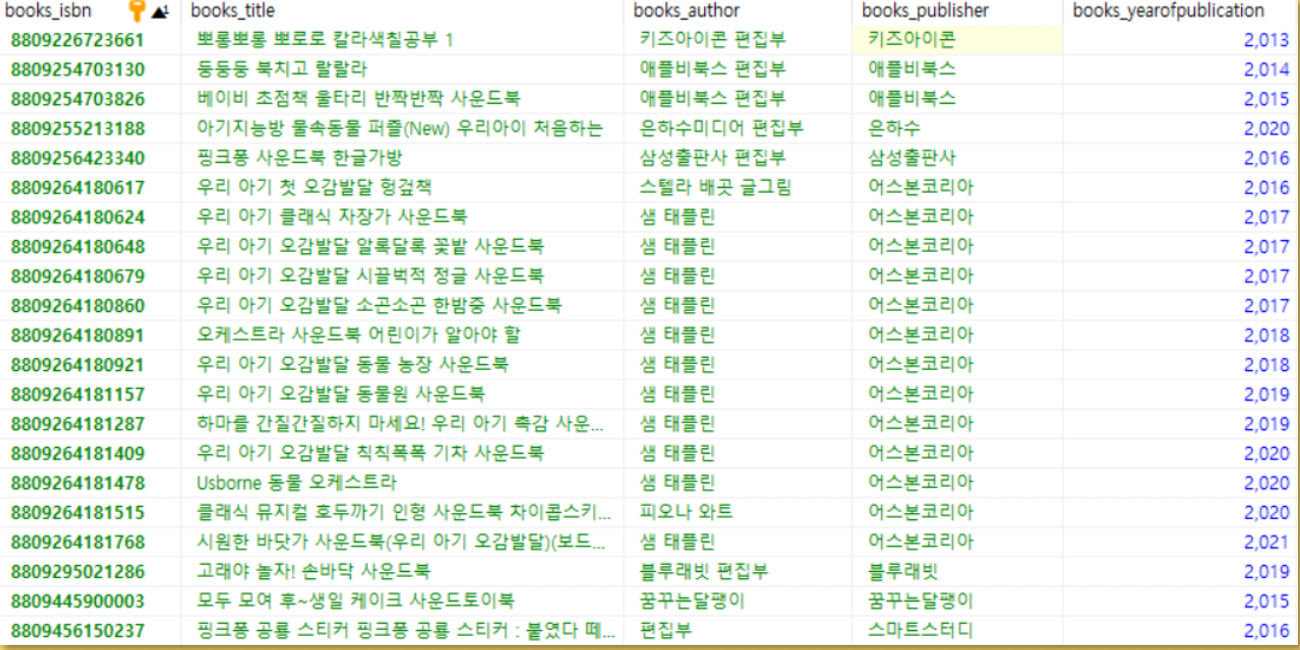 books_isbn 1 books_title books_author books_publisher books_yearofpublication
8809226723661 뽀롱뽀롱 뽀로로 칼라색칠공부 1 키즈아이콘 편집부 키즈아이콘 2,013
8809254703130 둥둥둥 북치고 랄랄라 애플비북스 편집부 애플비북스 2,014
8809254703826 베이비 초점책 울타리 반짝반짝 사운드북 애플비북스 편집부 애플비북스 2,015
8809255213188 아기지능방 물속동물 퍼즐(New) 우리아이 처음하는 은하수미디어 편집부 은하수 2,020
8809256423340 핑크퐁 사운드북 한글가방 삼성출판사 편집부 삼성출판사 2,016
8809264180617 우리 아기 첫 오감발달 헝겊책 스텔라 배곳 글그림 어스본코리아 2,016
8809264180624 우리 아기 클래식 자장가 사운드북 샘 태플린 어스본코리아 2,017
8809264180648 우리 아기 오감발달 알록달록 꽃밭 사운드북 샘 태플린 어스본코리아 2,017
8809264180679 우리 아기 오감발달 시끌벅적 정글 사운드북 샘 태플린 어스본코리아 2,017
8809264180860 우리 아기 오감발달 소곤소곤 한밤중 사운드북 샘 태플린 어스본코리아 2,017
8809264180891 오케스트라 사운드북 어린이가 알아야 할 샘 태플린 어스본코리아 2,018
8809264180921 우리 아기 오감발달 동물 농장 사운드북 샘 태플린 어스본코리아 2,018
8809264181157 우리 아기 오감발달 동물원 사운드북 샘 태플린 어스본코리아 2,019
8809264181287 하마를 간질간질하지 마세요! 우리 아기 촉감 사운... 샘 태플린 어스본코리아 2,019
8809264181409 우리 아기 오감발달 칙칙폭폭 기차 사운드북 샘 태플린 어스본코리아 2,020
8809264181478 Usborne 동물 오케스트라 샘 태플린 어스본코리아 2,020
8809264181515 클래식 뮤지컬 호두까기 인형 사운드북 차이콥스키... 피오나 와트 어스본코리아 2,020
8809264181768 시원한 바닷가 사운드북(우리 아기 오감발달)(보드... 샘 태플린 어스본코리아 2,021
8809295021286 고래야 놀자! 손바닥 사운드북 블루래빗 편집부 블루래빗 2,019
8809445900003 모두 모여 후~생일 케이크 사운드토이북 꿈꾸는달팽이 꿈꾸는달팽이 2,015
8809456150237 핑크퐁 공룡 스티커 핑크퐁 공룡 스티커 : 붙였다 떼... 편집부 스마트스터디 2,016